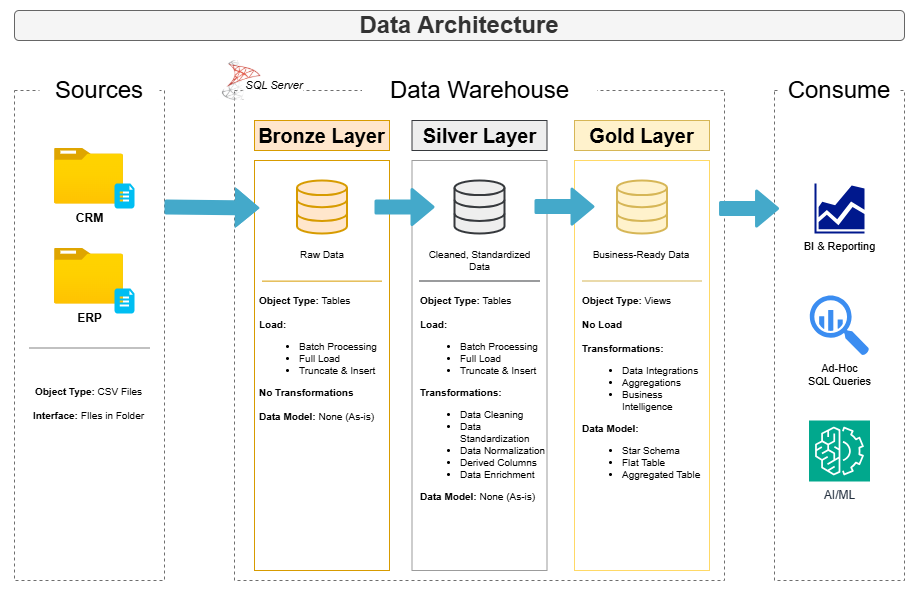 Data Architecture
Sources
CRM
ERP
Object Type: CSV Files
Interface: FIles in Folder
SQL Server
Data Warehouse
Bronze Layer
Raw Data
Object Type: Tables
Load:
• Batch Processing
• Full Load
• Truncate & Insert
No Transformations
Data Model: None (As-is)
Silver Layer
Cleaned, Standardized
Data
Object Type: Tables
Load:
• Batch Processing
• Full Load
• Truncate & Insert
Transformations:
• Data Cleaning
• Data
Standardization
• Data Normalization
• Derived Columns
• Data Enrichment
Data Model: None (As-is)
Gold Layer
Business-Ready Data
Object Type: Views
No Load
Transformations:
• Data Integrations
• Aggregations
• Business
Intelligence
Data Model:
• Star Schema
• Flat Table
• Aggregated Table
Consume
BI & Reporting
Ad-Hoc
SQL Queries
AI/ML